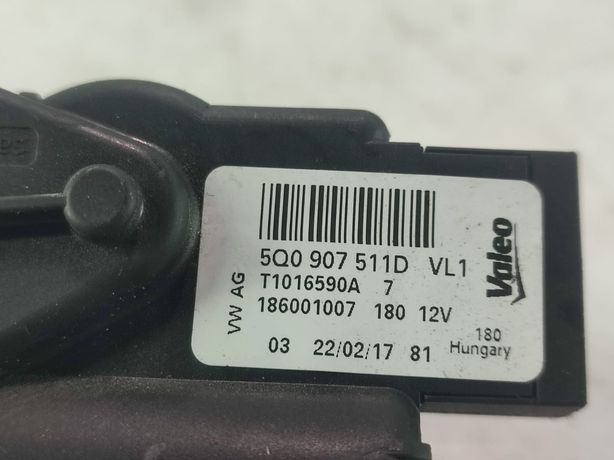 5Q0 907 511D VL1
T1016590A 7
186001007 180 12V
03 22/02/17 81
VW AG
Valeo
180
Hungary